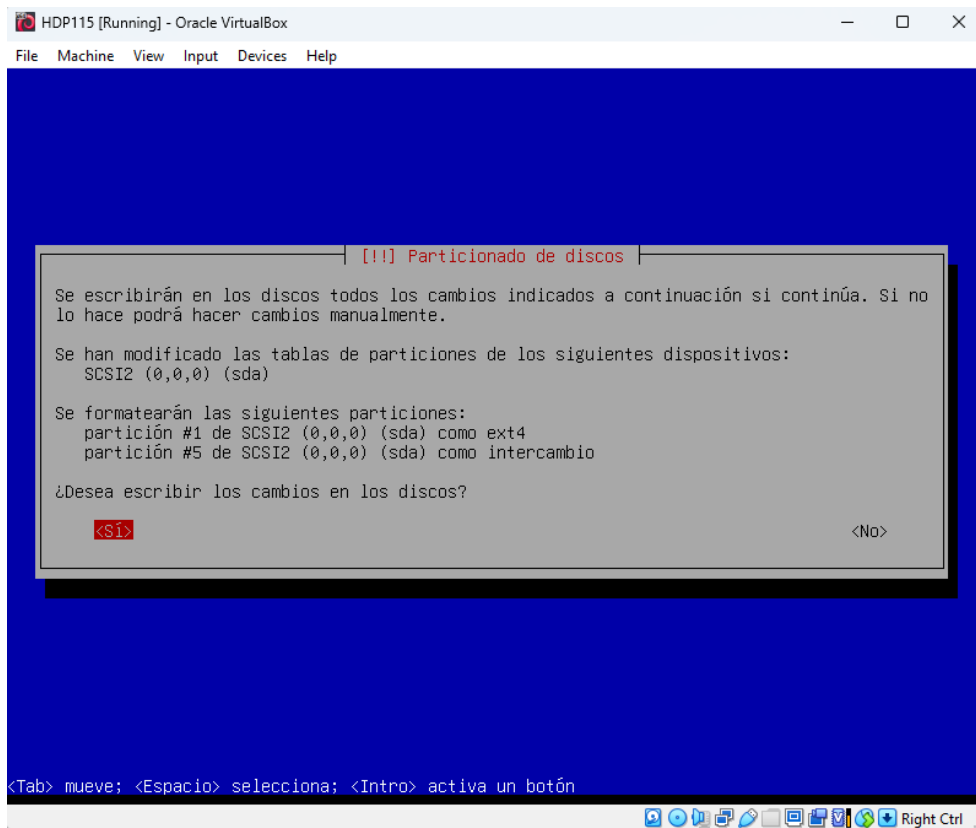 HDP115 [Running] - Oracle VirtualBox
File Machine View Input Devices Help
[!!] Particionado de discos
Se escribirán en los discos todos los cambios indicados a continuación si continúa. Si no
lo hace podrá hacer cambios manualmente.
Se han modificado las tablas de particiones de los siguientes dispositivos:
SCSI2 (0,0,0) (sda)
Se formatearán las siguientes particiones:
partición #1 de SCSI2 (0,0,0) (sda) como ext4
partición #5 de SCSI2 (0,0,0) (sda) como intercambio
¿Desea escribir los cambios en los discos?
<Sí> <No>
<Tab> mueve; <Espacio> selecciona; <Intro> activa un botón
Right Ctrl